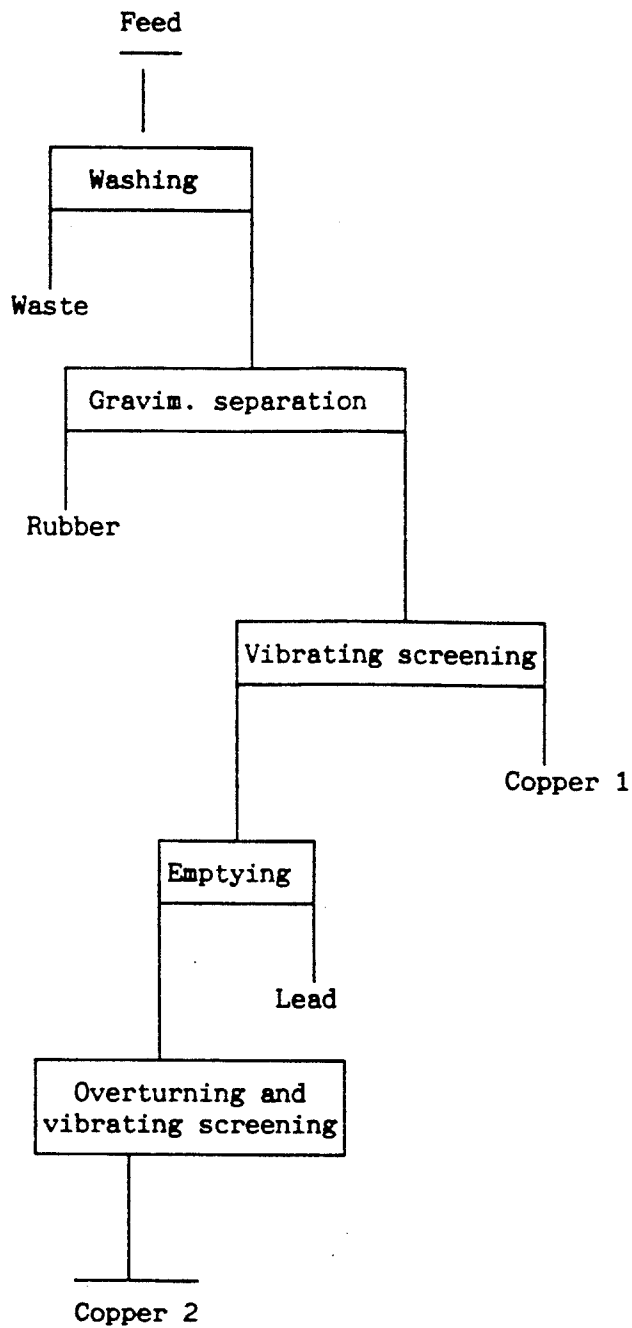 Feed
Washing
Waste
Gravim. separation
Rubber
Vibrating screening
Copper 1
Emptying
Lead
Overturning and
vibrating screening
Copper 2